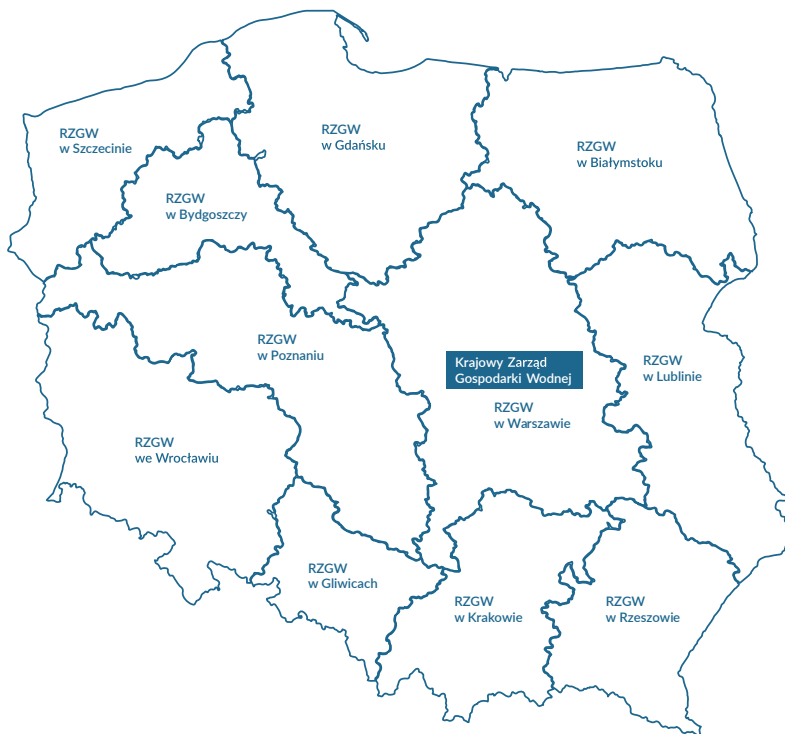 RZGW
w Szczecinie
RZGW
w Gdańsku
RZGW
w Białymstoku
RZGW
w Bydgoszczy
RZGW
w Poznaniu
Krajowy Zarząd
Gospodarki Wodnej
RZGW
w Warszawie
RZGW
w Lublinie
RZGW
we Wrocławiu
RZGW
w Gliwicach
RZGW
w Krakowie
RZGW
w Rzeszowie